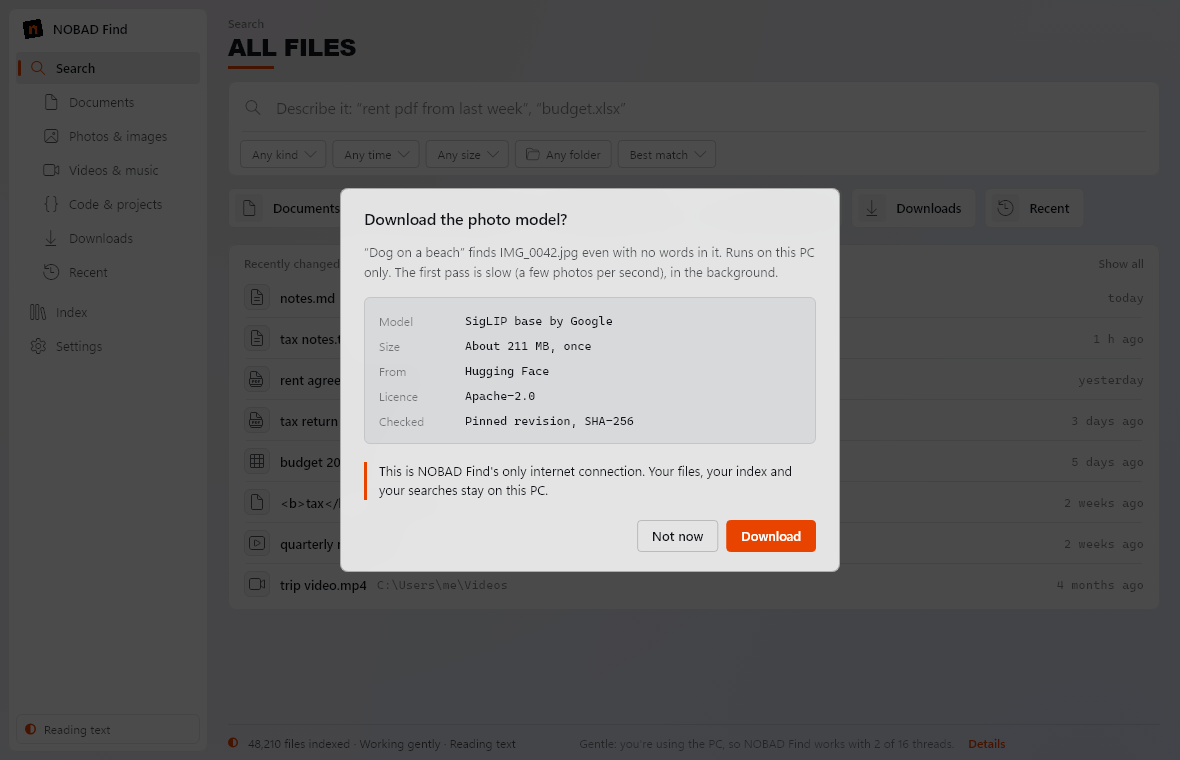 NOBAD Find
Search
Documents
Photos & images
Videos & music
Code & projects
Downloads
Recent
Index
Settings
Reading text
Search
ALL FILES
Describe it: "rent pdf from last week", "budget.xlsx"
Any kind
Any time
Any size
Any folder
Best match
Documents
Downloads
Recent
Recently changed
Show all
notes.md
today
tax notes.
1 h ago
rent agree
yesterday
tax return
3 days ago
budget 20
5 days ago
<b>tax</
2 weeks ago
quarterly
2 weeks ago
trip video.mp4 C:\Users\me\Videos
4 months ago
Download the photo model?
"Dog on a beach" finds IMG_0042.jpg even with no words in it. Runs on this PC
only. The first pass is slow (a few photos per second), in the background.
Model SigLIP base by Google
Size About 211 MB, once
From Hugging Face
Licence Apache-2.0
Checked Pinned revision, SHA-256
This is NOBAD Find's only internet connection. Your files, your index and
your searches stay on this PC.
Not now
Download
48,210 files indexed · Working gently · Reading text
Gentle: you're using the PC, so NOBAD Find works with 2 of 16 threads. Details